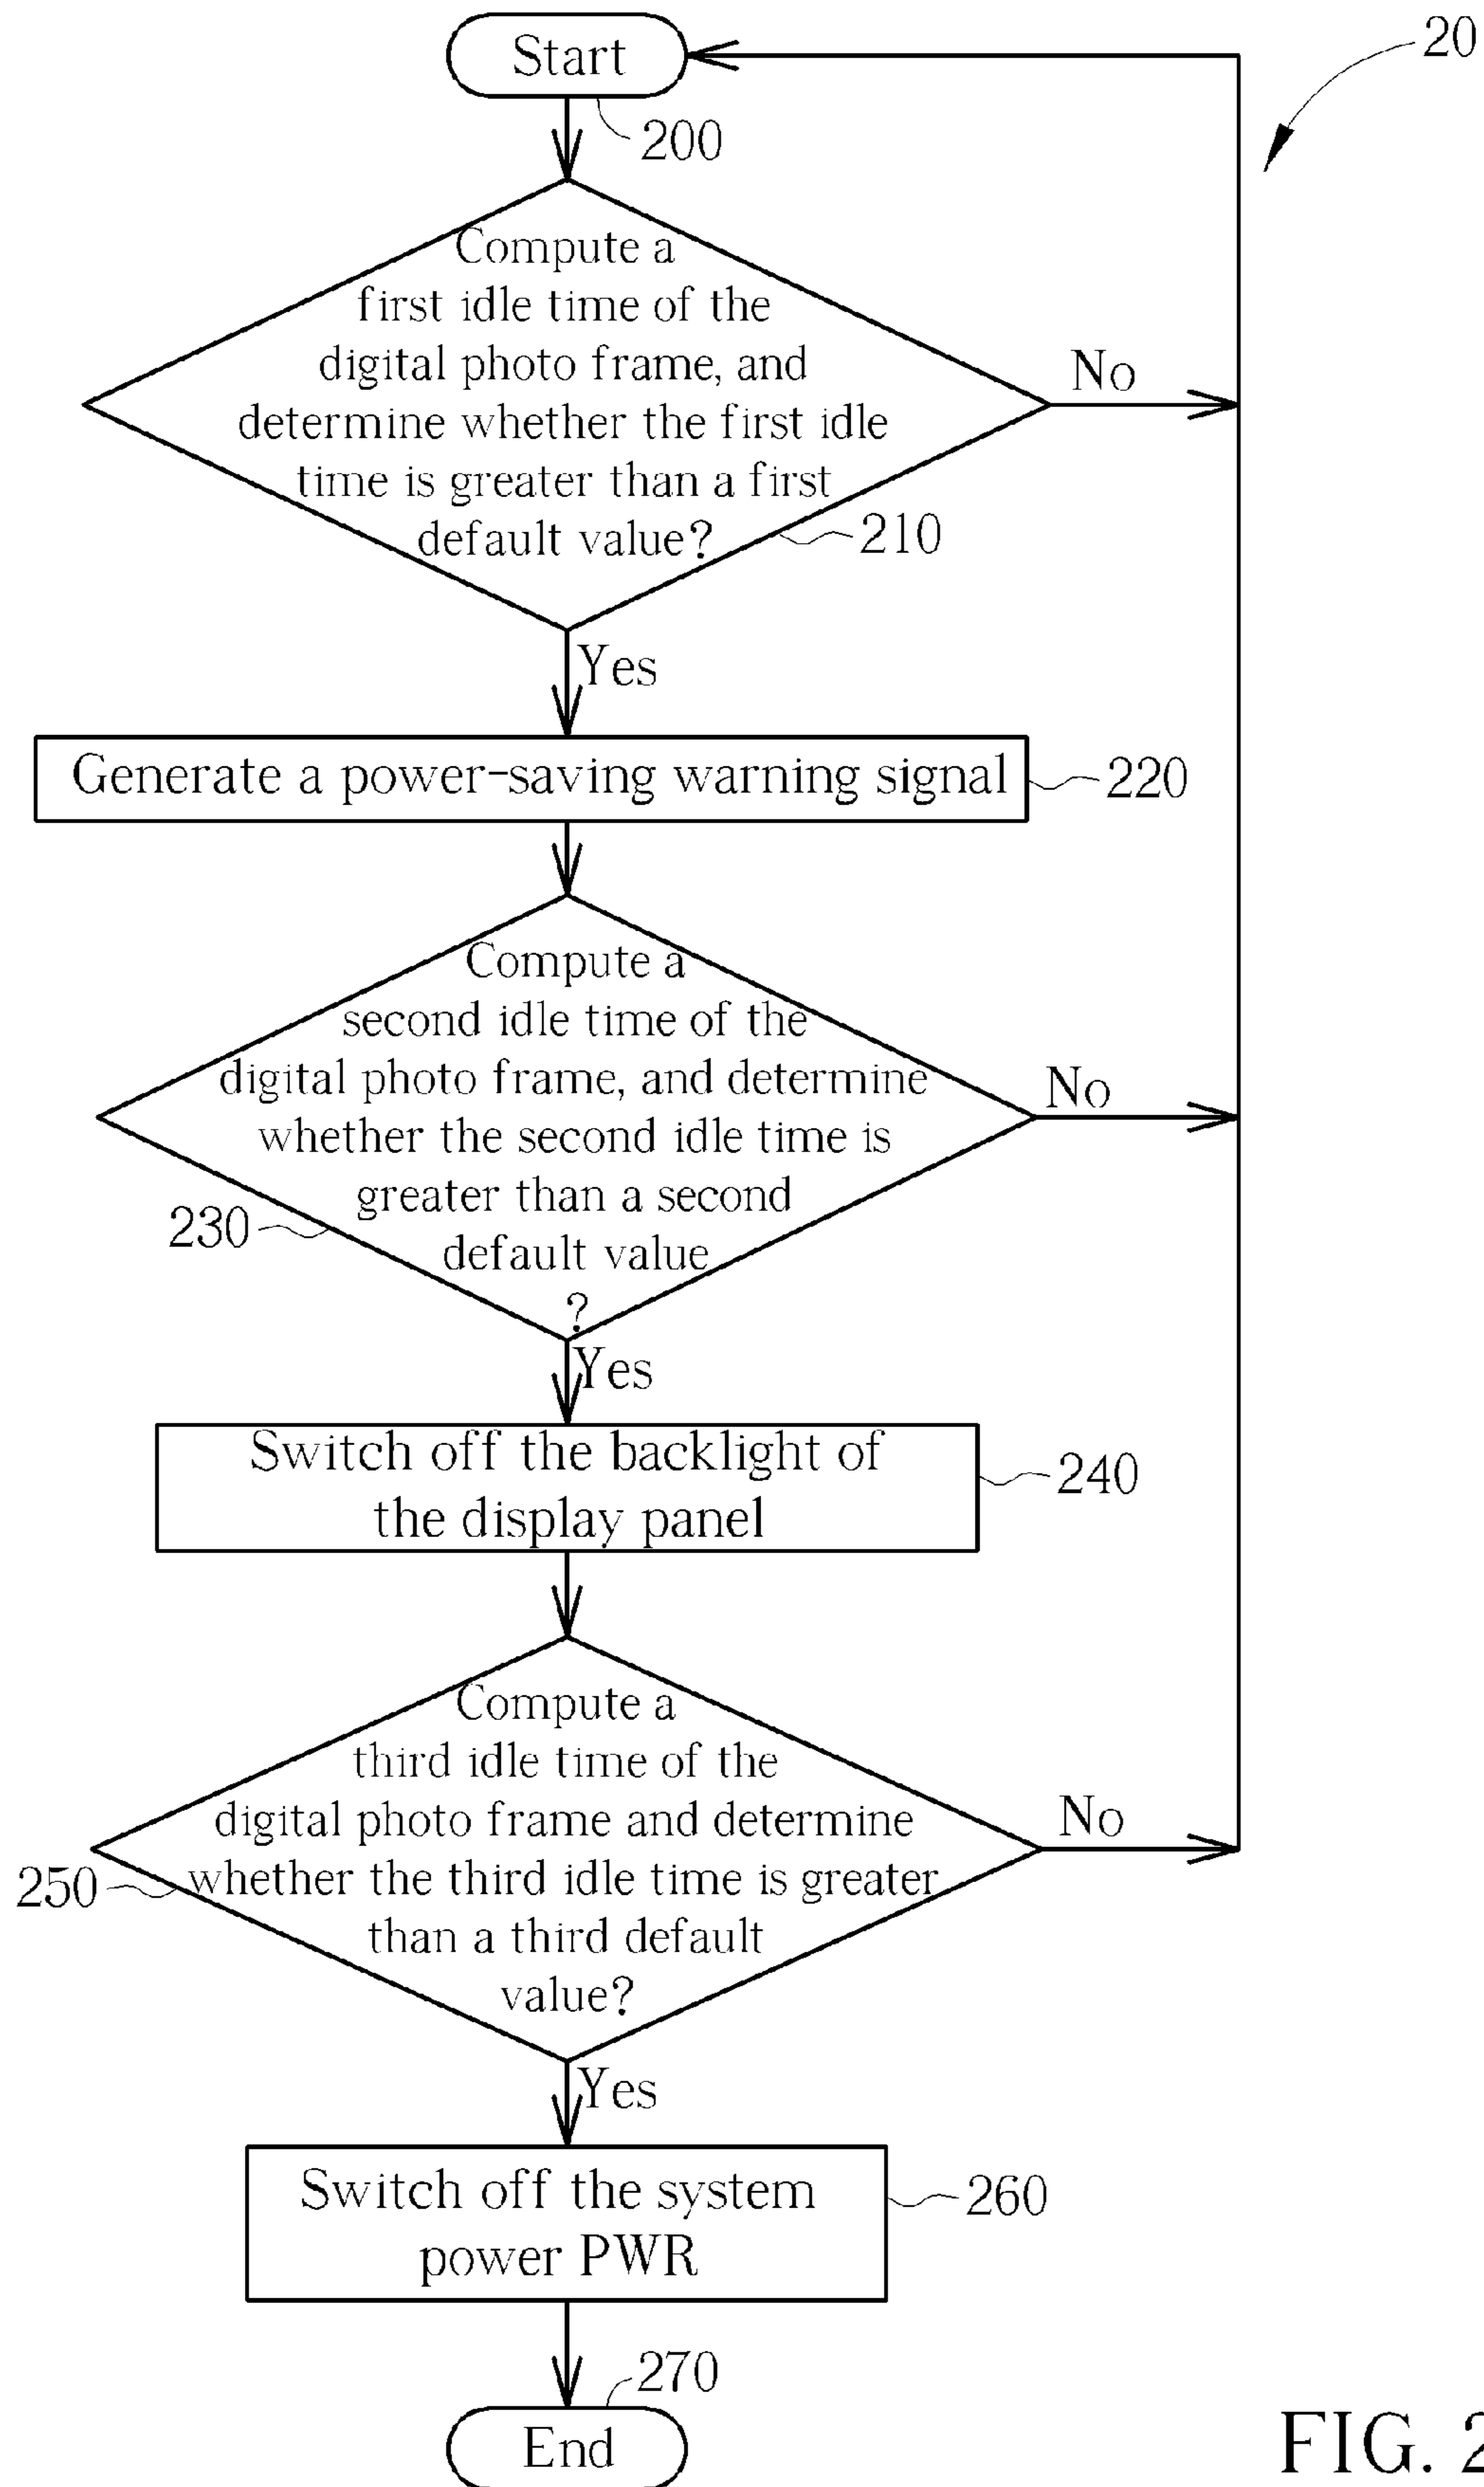 Start
20
200
Compute a
first idle time of the
digital photo frame, and
determine whether the first idle
time is greater than a first
default value?
No
210
Yes
Generate a power-saving warning signal
220
Compute a
second idle time of the
digital photo frame, and determine
whether the second idle time is
greater than a second
default value
?
No
230
Yes
Switch off the backlight of
the display panel
240
Compute a
third idle time of the
digital photo frame and determine
whether the third idle time is greater
than a third default
value?
No
250
Yes
Switch off the system
power PWR
260
270
End
FIG. 2